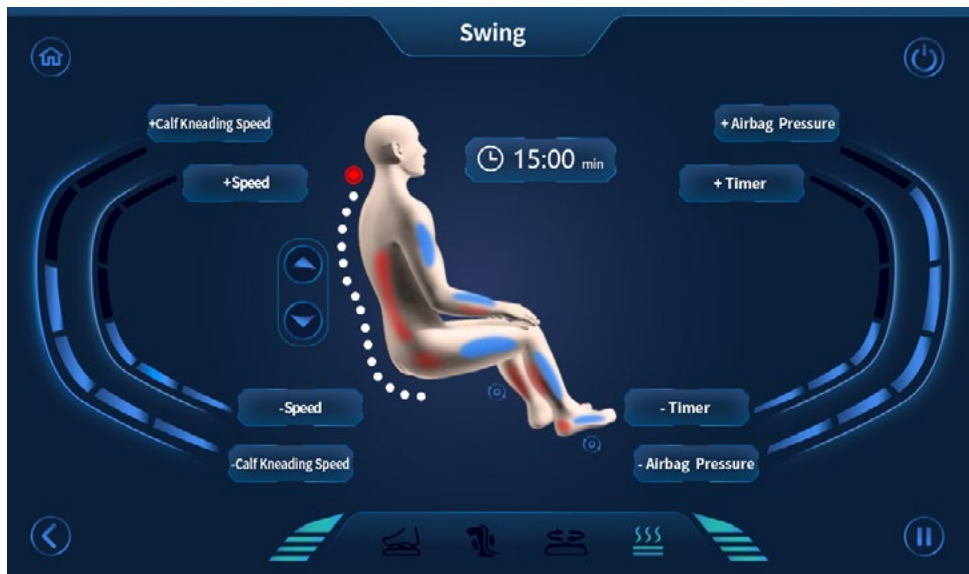 Swing
+Calf Kneading Speed
+ Airbag Pressure
15:00 min
+Speed
+ Timer
-Speed
- Timer
-Calf Kneading Speed
- Airbag Pressure